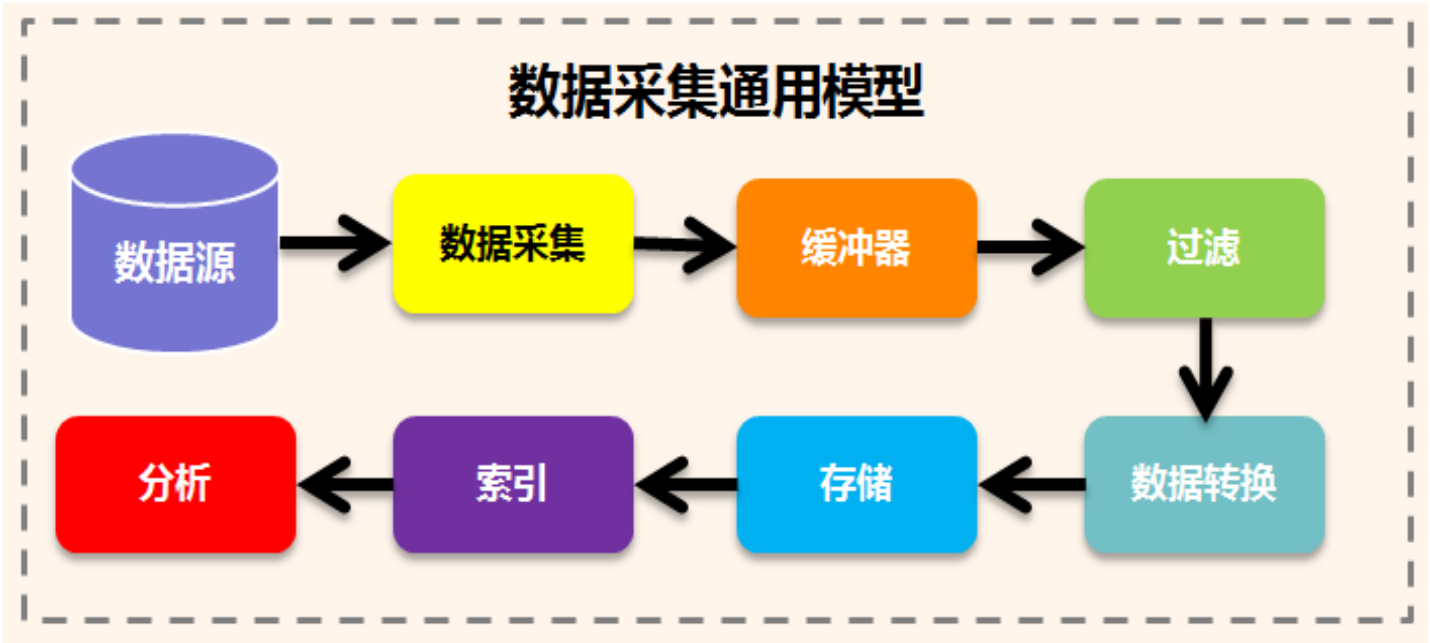 数据采集通用模型
数据源
数据采集
缓冲器
过滤
数据转换
存储
索引
分析